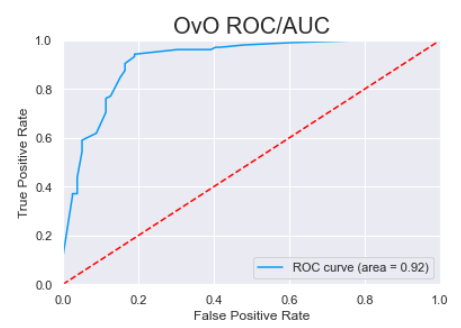 OvO ROC/AUC
1.0
0.8
0.6
0.4
0.2
0.0
True Positive Rate
ROC curve (area = 0.92)
0.0 0.2 0.4 0.6 0.8 1.0
False Positive Rate